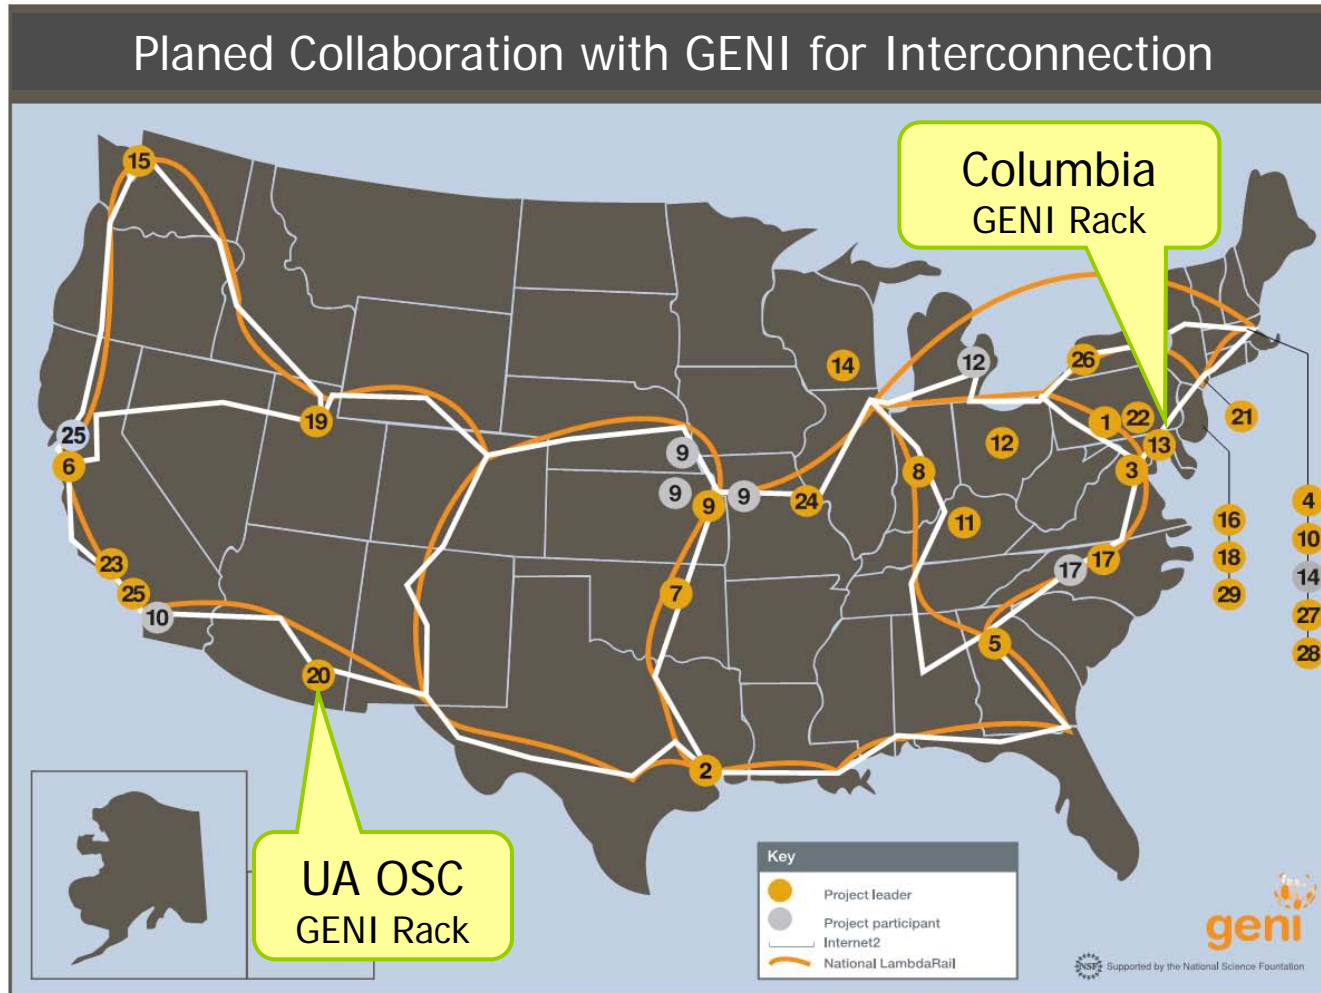 Planed Collaboration with GENI for Interconnection
Columbia
GENI Rack
15
14
12
26
19
25
6
9
9
9
9
24
8
12
11
1
22
13
3
21
4
10
14
27
28
16
18
29
23
25
10
20
7
17
17
5
2
UA OSC
GENI Rack
Key
Project leader
Project participant
Internet2
National LambdaRail
geni
NSF
Supported by the National Science Foundation